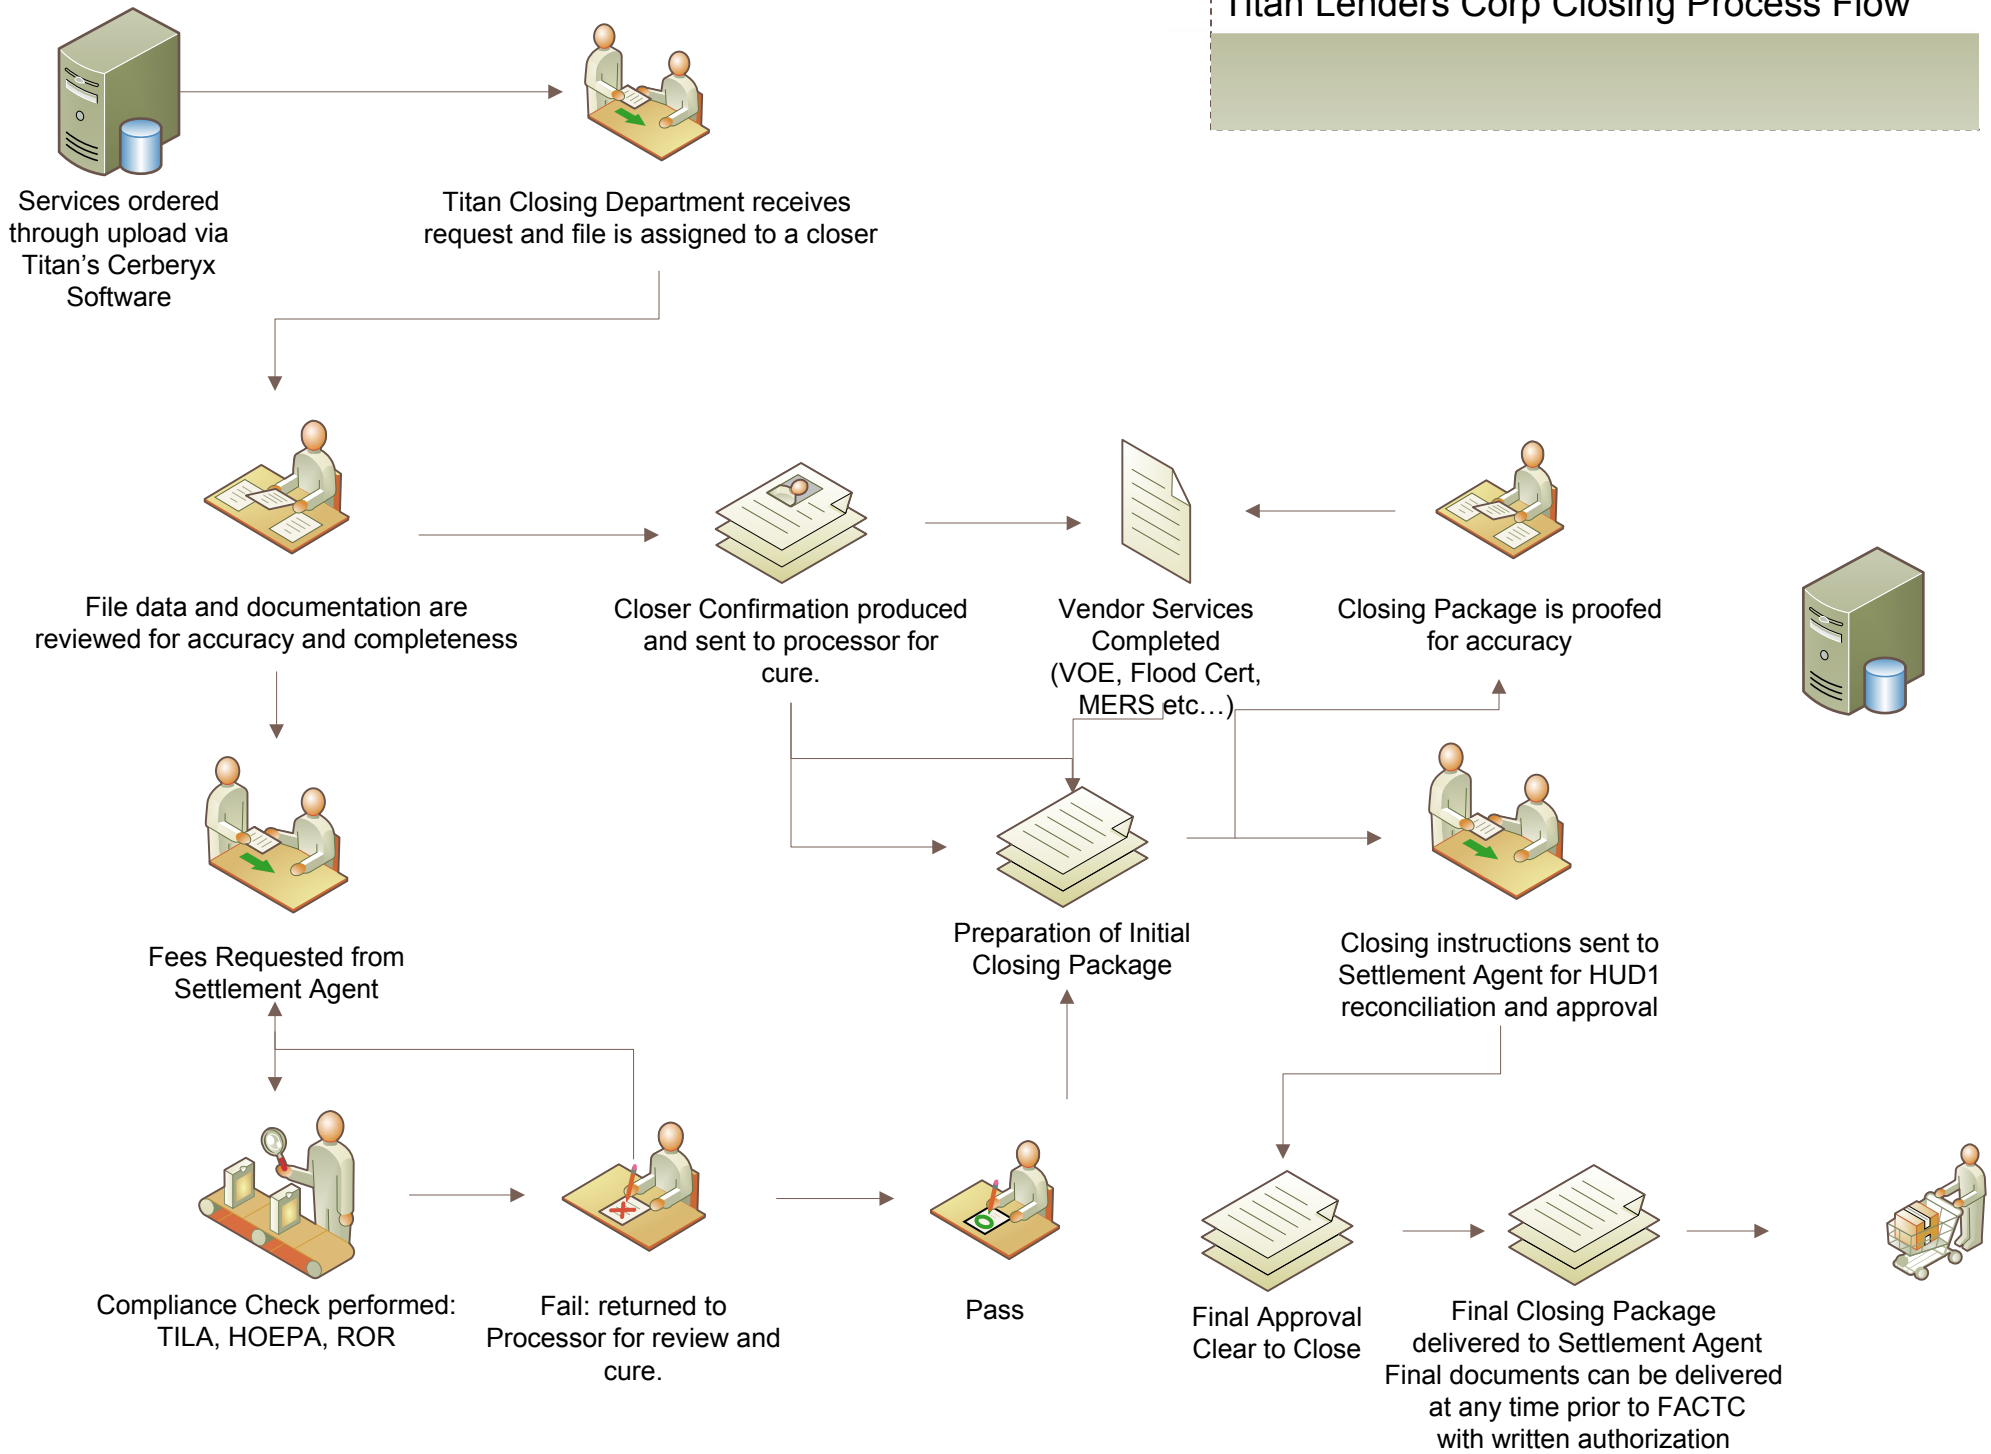 Titan Lenders Corp Closing Process Flow
Services ordered
through upload via
Titan’s Cerberyx
Software
Titan Closing Department receives
request and file is assigned to a closer
File data and documentation are
reviewed for accuracy and completeness
Closer Confirmation produced
and sent to processor for
cure.
Vendor Services
Completed
(VOE, Flood Cert,
MERS etc…)
Closing Package is proofed
for accuracy
Fees Requested from
Settlement Agent
Preparation of Initial
Closing Package
Closing instructions sent to
Settlement Agent for HUD1
reconciliation and approval
Compliance Check performed:
TILA, HOEPA, ROR
Fail: returned to
Processor for review and
cure.
Pass
Final Approval
Clear to Close
Final Closing Package
delivered to Settlement Agent
Final documents can be delivered
at any time prior to FACTC
with written authorization